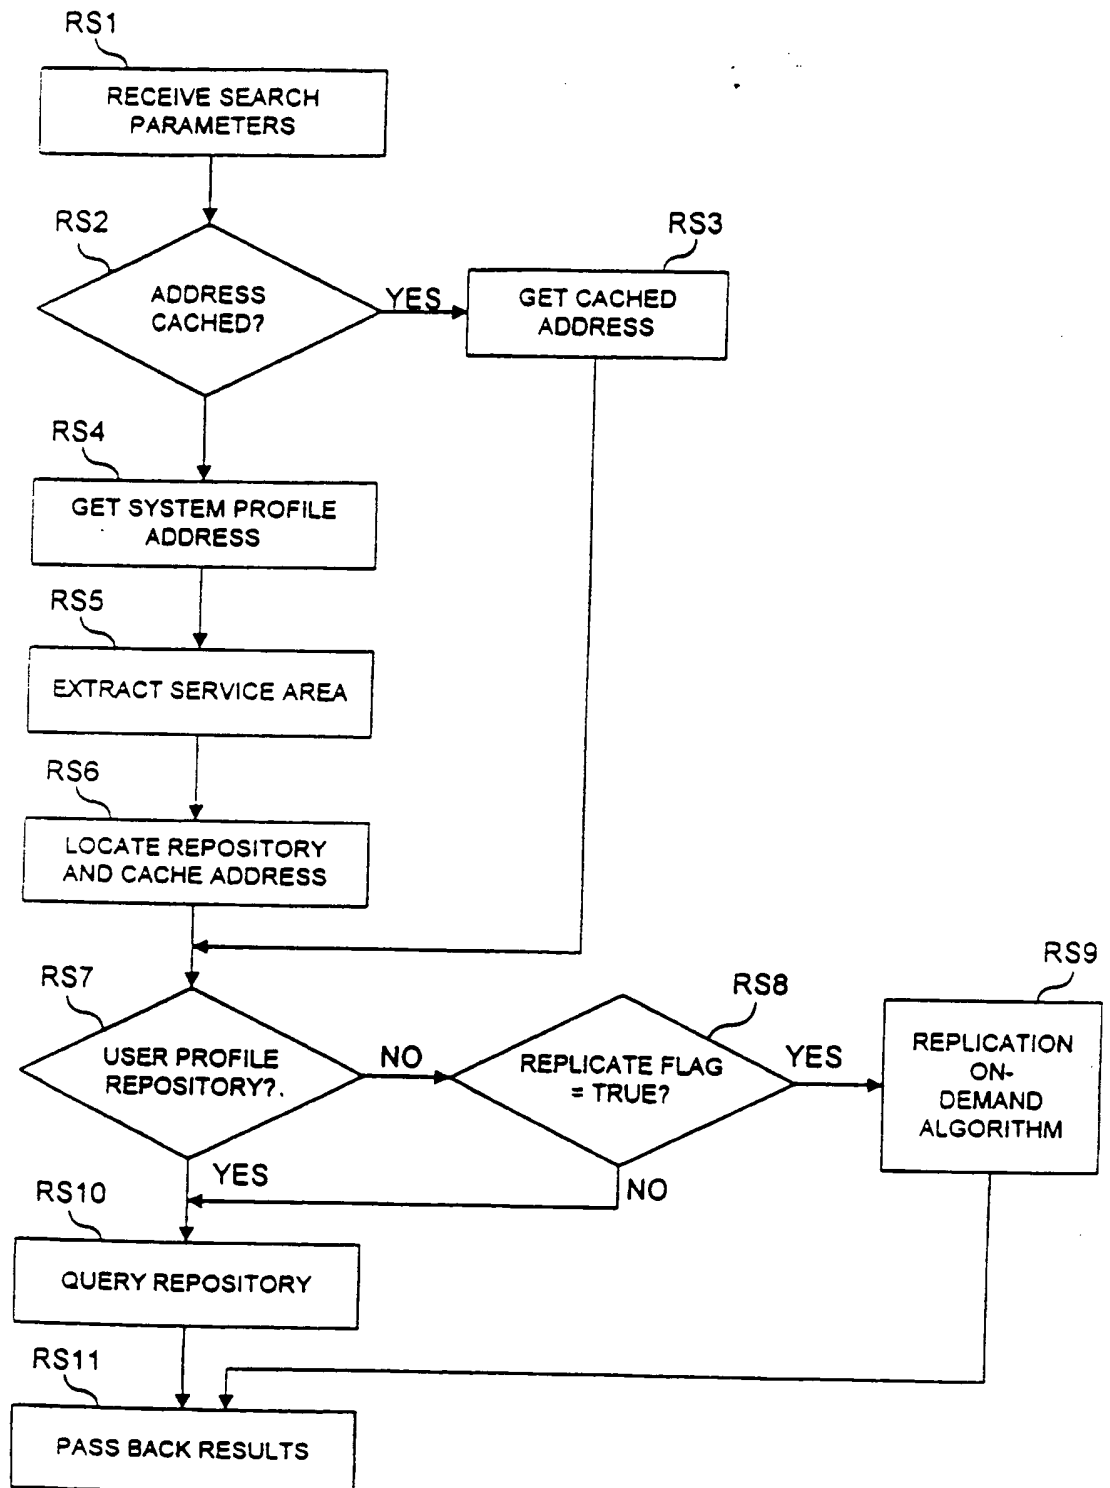 RS1
RECEIVE SEARCH
PARAMETERS
RS2
ADDRESS
CACHED?
YES
RS3
GET CACHED
ADDRESS
RS4
GET SYSTEM PROFILE
ADDRESS
RS5
EXTRACT SERVICE AREA
RS6
LOCATE REPOSITORY
AND CACHE ADDRESS
RS7
USER PROFILE
REPOSITORY?.
NO
YES
RS8
REPLICATE FLAG
= TRUE?
YES
NO
RS9
REPLICATION
ON-
DEMAND
ALGORITHM
RS10
QUERY REPOSITORY
RS11
PASS BACK RESULTS